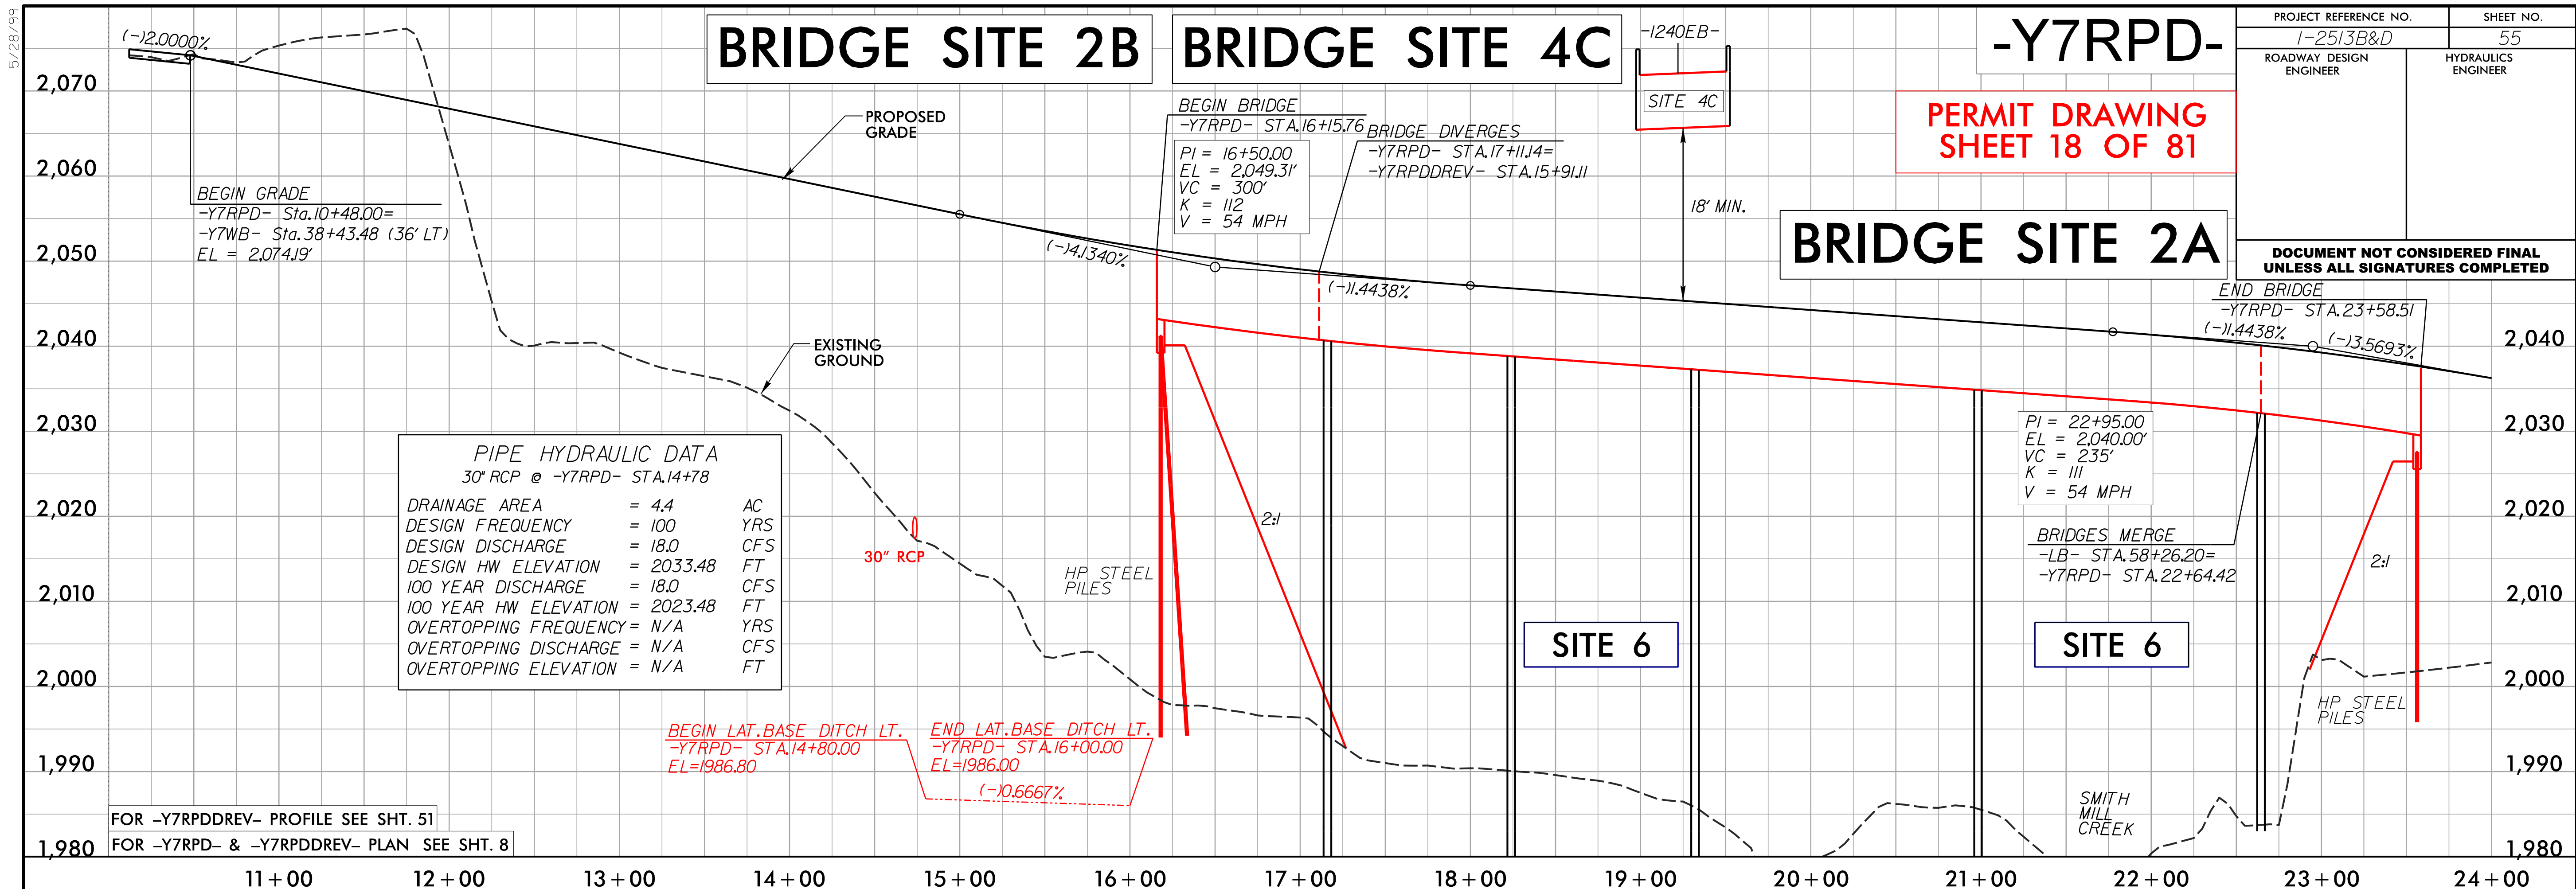 5/28/99
(-)2.0000%
BRIDGE SITE 2B
BRIDGE SITE 4C
-1240EB-
SITE 4C
18' MIN.
-Y7RPD-
PROJECT REFERENCE NO.
SHEET NO.
I-2513B&D
55
ROADWAY DESIGN
ENGINEER
HYDRAULICS
ENGINEER
PERMIT DRAWING
SHEET 18 OF 81
DOCUMENT NOT CONSIDERED FINAL
UNLESS ALL SIGNATURES COMPLETED
BRIDGE SITE 2A
PROPOSED
GRADE
BEGIN GRADE
-Y7RPD- Sta.10+48.00=
-Y7WB- Sta.38+43.48 (36' LT)
EL = 2,074.19'
BEGIN BRIDGE
-Y7RPD- STA.16+15.76
PI = 16+50.00
EL = 2,049.31'
VC = 300'
K = 112
V = 54 MPH
BRIDGE DIVERGES
-Y7RPD- STA.17+11.14=
-Y7RPDDREV- STA.15+91.11
(-)4.1340%
(-)1.4438%
END BRIDGE
-Y7RPD- STA.23+58.51
(-)1.4438%
(-)3.5693%
EXISTING
GROUND
PIPE HYDRAULIC DATA
30" RCP @ -Y7RPD- STA.14+78
DRAINAGE AREA = 4.4 AC
DESIGN FREQUENCY = 100 YRS
DESIGN DISCHARGE = 18.0 CFS
DESIGN HW ELEVATION = 2033.48 FT
100 YEAR DISCHARGE = 18.0 CFS
100 YEAR HW ELEVATION = 2023.48 FT
OVERTOPPING FREQUENCY = N/A YRS
OVERTOPPING DISCHARGE = N/A CFS
OVERTOPPING ELEVATION = N/A FT
30" RCP
HP STEEL
PILES
2:1
SITE 6
SITE 6
PI = 22+95.00
EL = 2,040.00'
VC = 235'
K = 111
V = 54 MPH
BRIDGES MERGE
-LB- STA.58+26.20=
-Y7RPD- STA.22+64.42
2:1
HP STEEL
PILES
SMITH
MILL
CREEK
BEGIN LAT.BASE DITCH LT.
-Y7RPD- STA.14+80.00
EL=1986.80
END LAT.BASE DITCH LT.
-Y7RPD- STA.16+00.00
EL=1986.00
(-)0.6667%
FOR -Y7RPDDREV- PROFILE SEE SHT. 51
FOR -Y7RPD- & -Y7RPDDREV- PLAN SEE SHT. 8
2,070
2,060
2,050
2,040
2,030
2,020
2,010
2,000
1,990
1,980
2,040
2,030
2,020
2,010
2,000
1,990
1,980
11+00 12+00 13+00 14+00 15+00 16+00 17+00 18+00 19+00 20+00 21+00 22+00 23+00 24+00